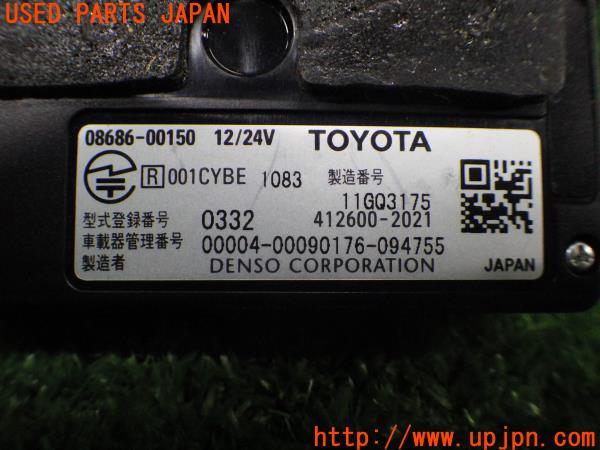 USED PARTS JAPAN
08686-00150 12/24V TOYOTA
R 001CYBE 1083 製造番号
11GQ3175
型式登録番号 0332 412600-2021
車載器管理番号 00004-00090176-094755
製造者 DENSO CORPORATION JAPAN
http://www.upjpn.com/